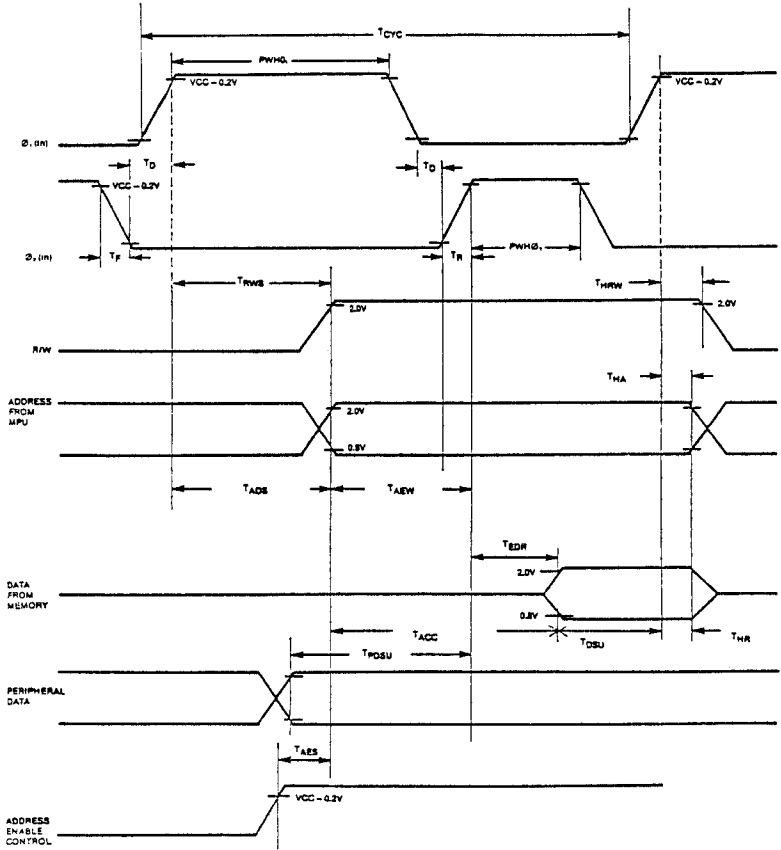 TCYC
PWHØ₁
VCC – 0.2V
VCC – 0.2V
Ø₁ (IN)
TD
TD
VCC – 0.2V
Ø₂ (IN)
TF
TR
PWHØ₂
TRWS
THRW
2.0V
2.0V
R/W
THA
ADDRESS
FROM
MPU
2.0V
0.8V
TADS
TAEW
TEDR
2.0V
DATA
FROM
MEMORY
0.8V
TACC
TDSU
THR
TPDSU
PERIPHERAL
DATA
TAES
VCC – 0.2V
ADDRESS
ENABLE
CONTROL